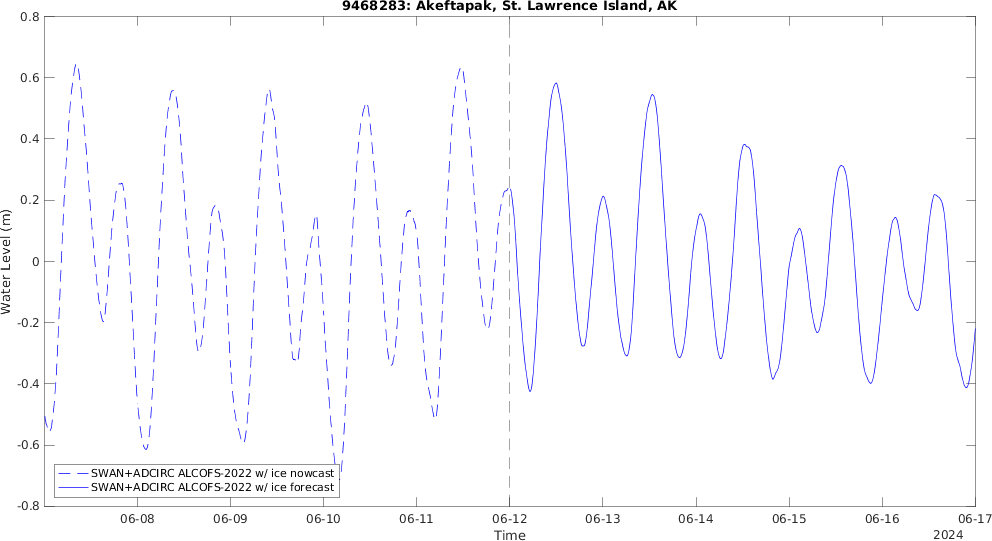 9468283: Akeftapak, St. Lawrence Island, AK
0.8
0.6
0.4
0.2
0
-0.2
-0.4
-0.6
-0.8
Water Level (m)
SWAN+ADCIRC ALCOFS-2022 w/ ice nowcast
SWAN+ADCIRC ALCOFS-2022 w/ ice forecast
06-08 06-09 06-10 06-11 06-12 06-13 06-14 06-15 06-16 06-17
Time
2024